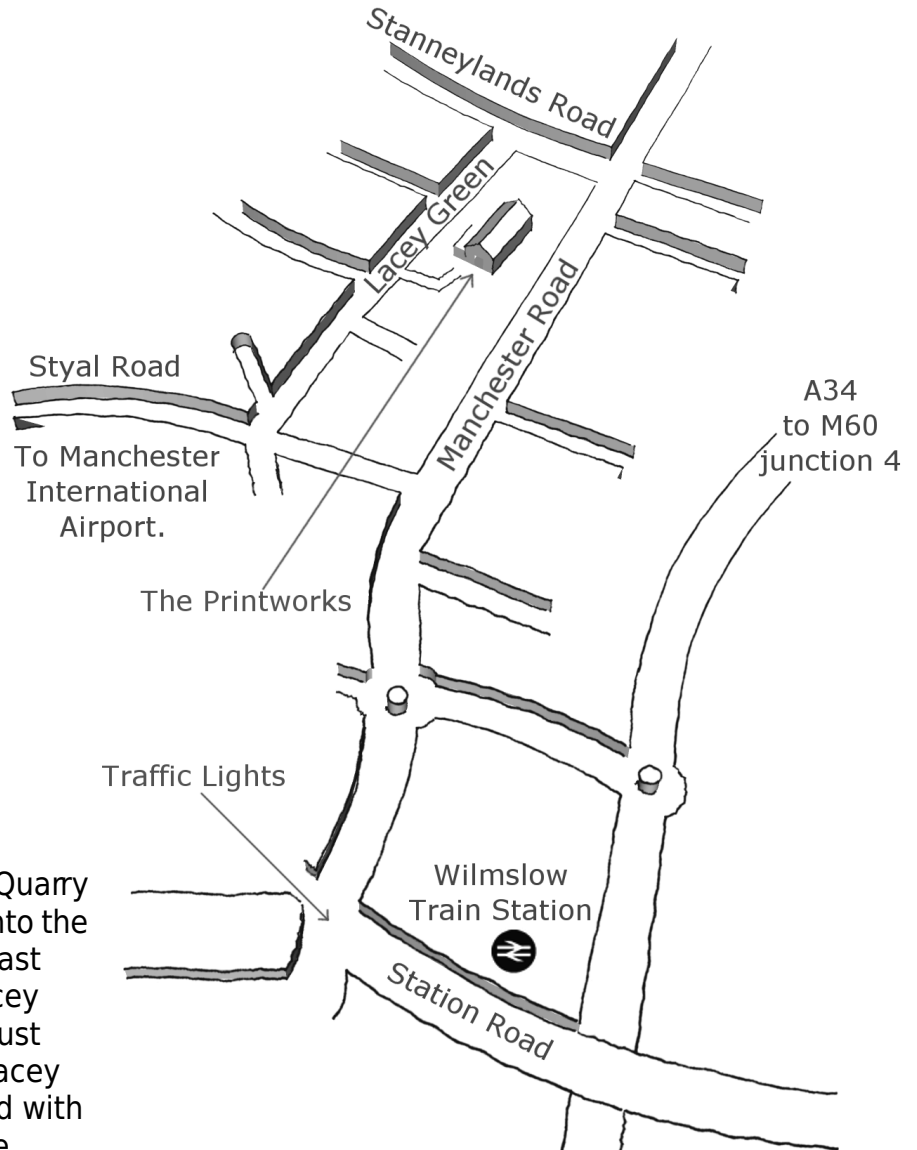 Stanneylands Road
Lacey Green
Manchester Road
Styal Road
To Manchester
International
Airport.
A34
to M60
junction 4
The Printworks
Traffic Lights
Wilmslow
Train Station
Station Road
Quarry
nto the
ast
cey
ust
acey
d with